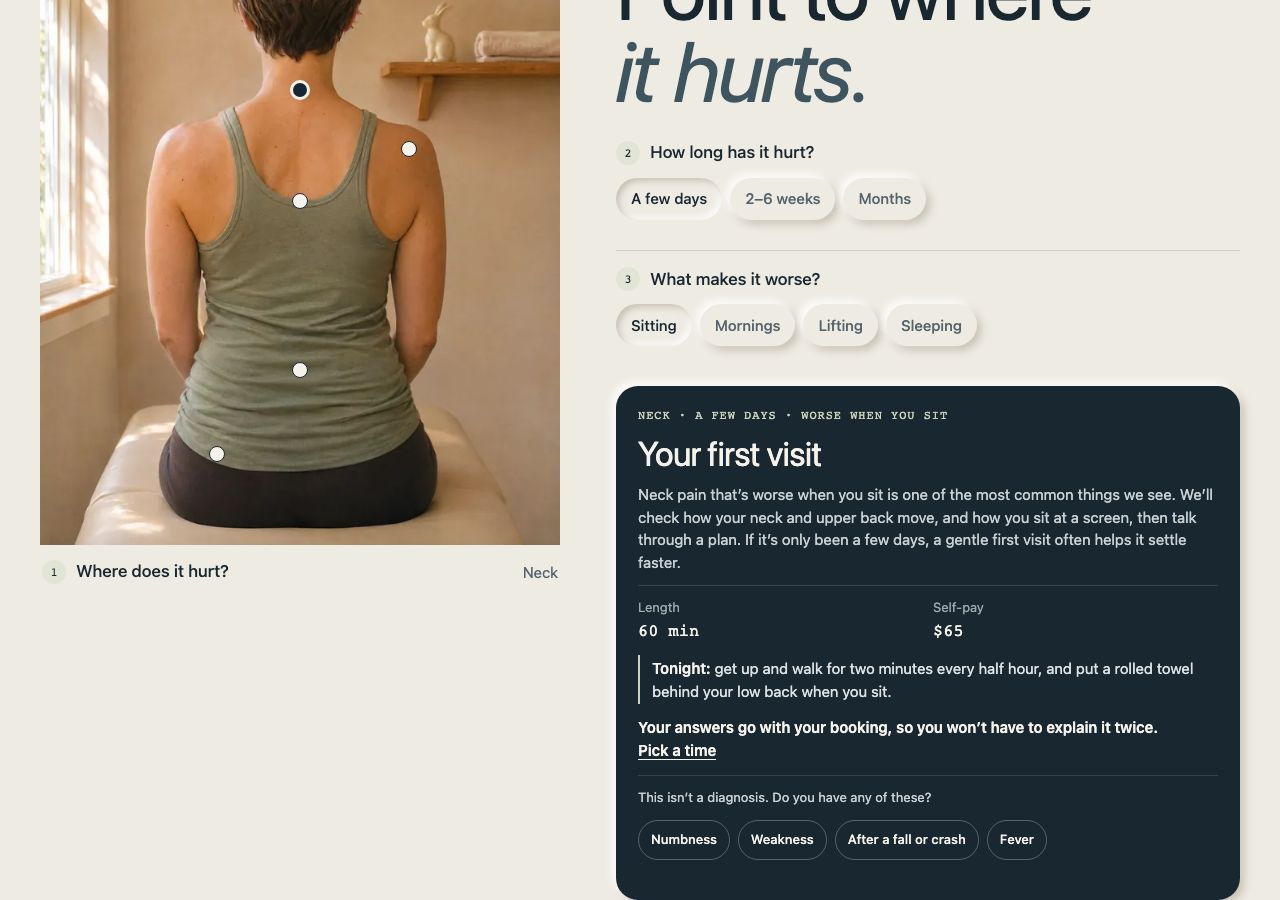 Point to where
it hurts.
2 How long has it hurt?
A few days 2–6 weeks Months
3 What makes it worse?
Sitting Mornings Lifting Sleeping
NECK · A FEW DAYS · WORSE WHEN YOU SIT
Your first visit
Neck pain that’s worse when you sit is one of the most common things we see. We’ll
check how your neck and upper back move, and how you sit at a screen, then talk
through a plan. If it’s only been a few days, a gentle first visit often helps it settle
faster.
Length Self-pay
60 min $65
Tonight: get up and walk for two minutes every half hour, and put a rolled towel
behind your low back when you sit.
Your answers go with your booking, so you won’t have to explain it twice.
Pick a time
This isn’t a diagnosis. Do you have any of these?
Numbness Weakness After a fall or crash Fever
1 Where does it hurt? Neck